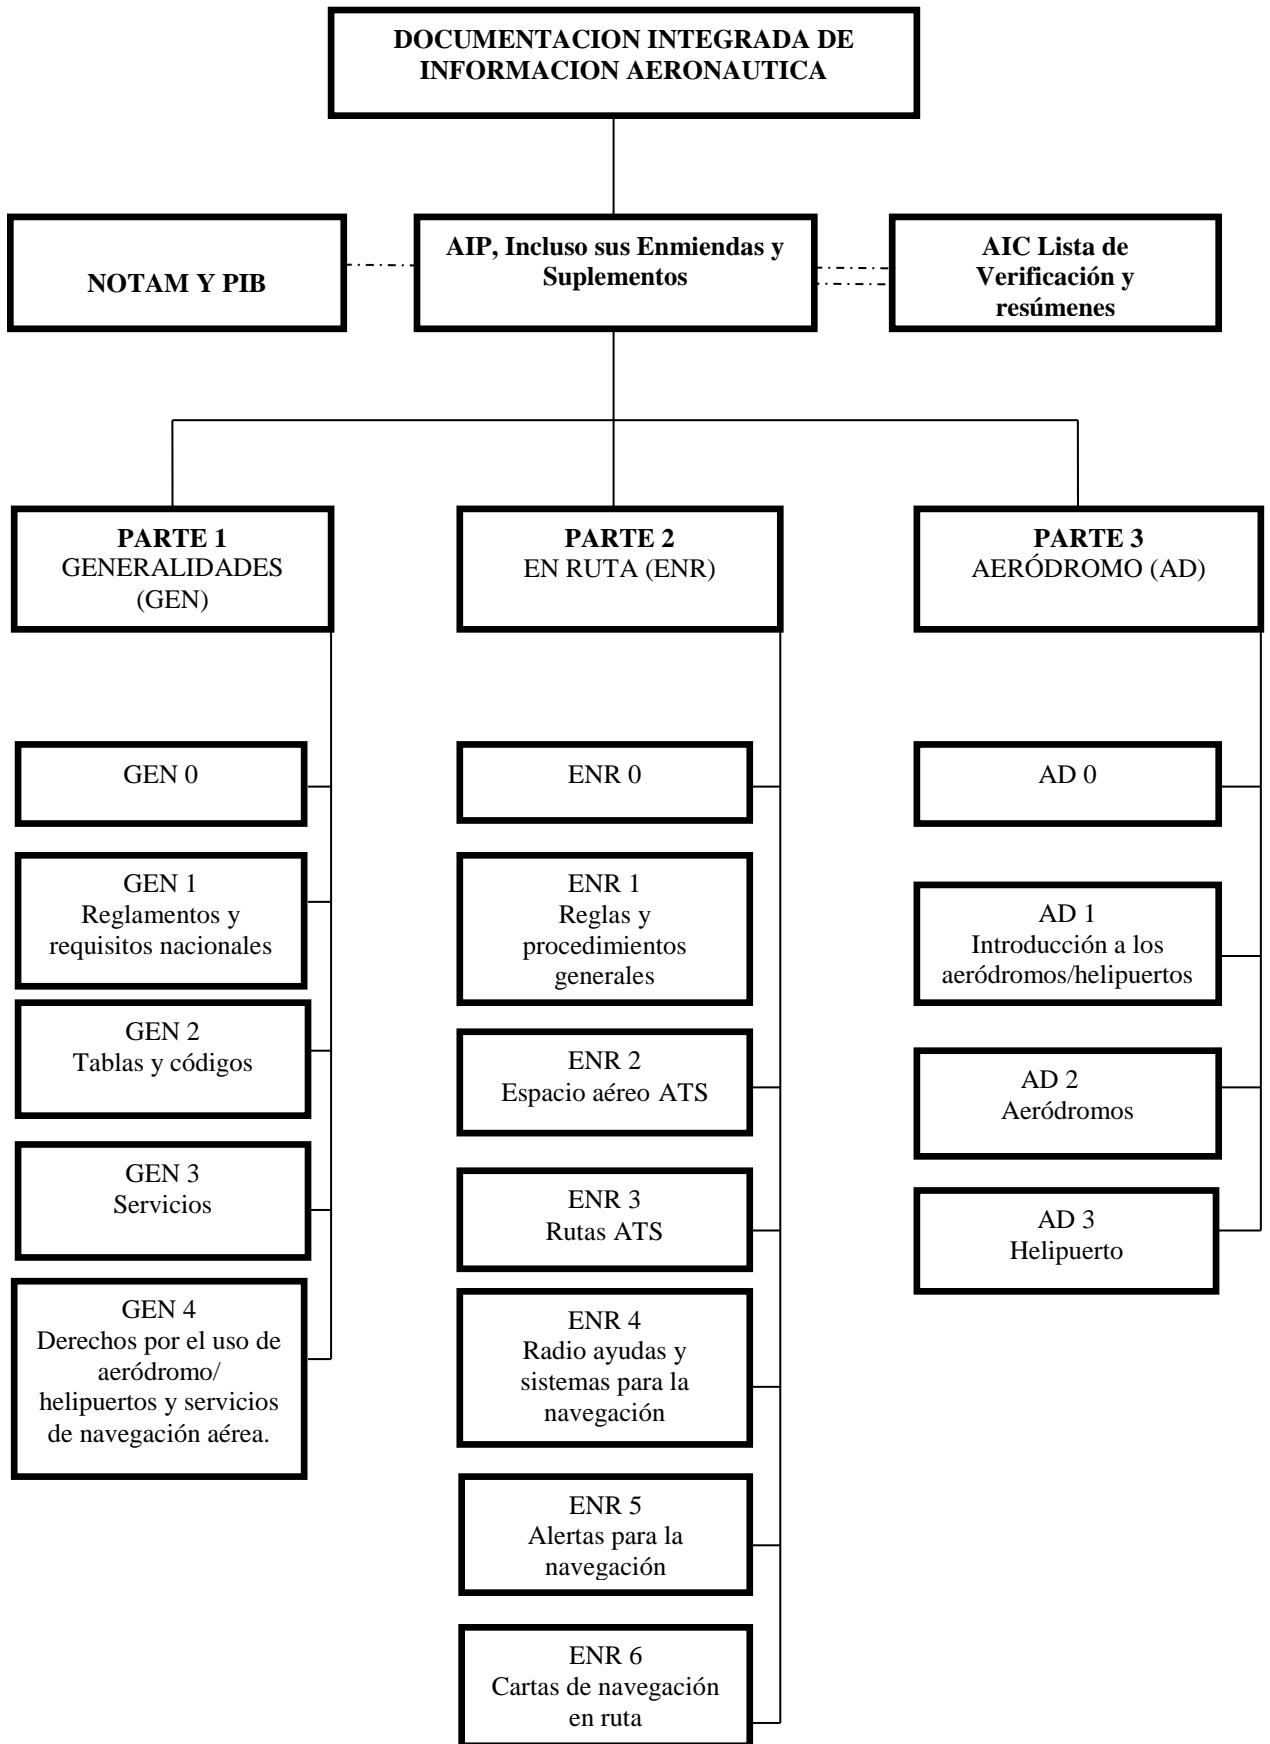 DOCUMENTACION INTEGRADA DE
INFORMACION AERONAUTICA
NOTAM Y PIB
AIP, Incluso sus Enmiendas y
Suplementos
AIC Lista de
Verificación y
resúmenes
PARTE 1
GENERALIDADES
(GEN)
PARTE 2
EN RUTA (ENR)
PARTE 3
AERÓDROMO (AD)
GEN 0
GEN 1
Reglamentos y
requisitos nacionales
GEN 2
Tablas y códigos
GEN 3
Servicios
GEN 4
Derechos por el uso de
aeródromo/
helipuertos y servicios
de navegación aérea.
ENR 0
ENR 1
Reglas y
procedimientos
generales
ENR 2
Espacio aéreo ATS
ENR 3
Rutas ATS
ENR 4
Radio ayudas y
sistemas para la
navegación
ENR 5
Alertas para la
navegación
ENR 6
Cartas de navegación
en ruta
AD 0
AD 1
Introducción a los
aeródromos/helipuertos
AD 2
Aeródromos
AD 3
Helipuerto